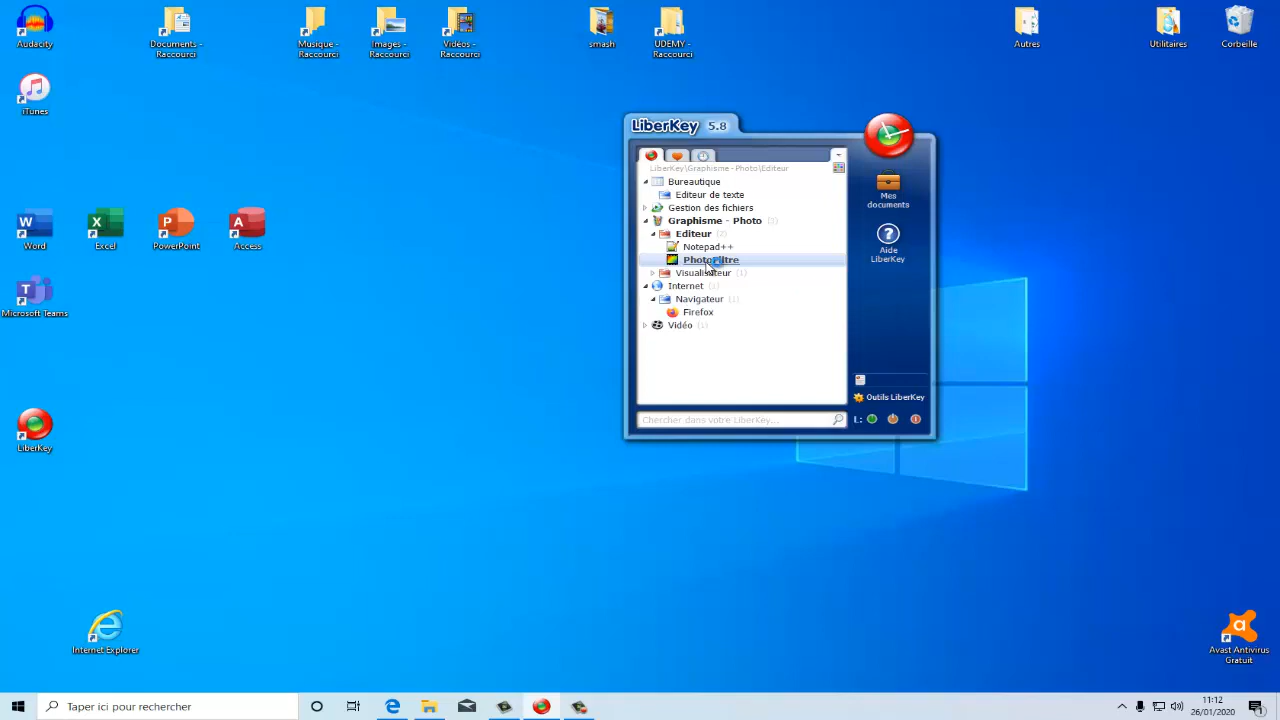 Audacity
Documents -
Raccourci
Musique -
Raccourci
Images -
Raccourci
Vidéos -
Raccourci
smash
UDEMY -
Raccourci
Autres
Utilitaires
Corbeille
iTunes
LiberKey 5.8
LiberKey\Graphisme - Photo\Editeur
Bureautique
Editeur de texte
Gestion des fichiers
Graphisme - Photo
Editeur (2)
Notepad++
Visualisateur (1)
Internet
Navigateur (1)
Firefox
Vidéo (1)
Chercher dans votre LiberKey...
Mes
documents
Aide
LiberKey
Outils LiberKey
L:
Word
Excel
PowerPoint
Access
Microsoft Teams
LiberKey
Internet Explorer
Avast Antivirus
Gratuit
Taper ici pour rechercher
11:12
26/01/2020